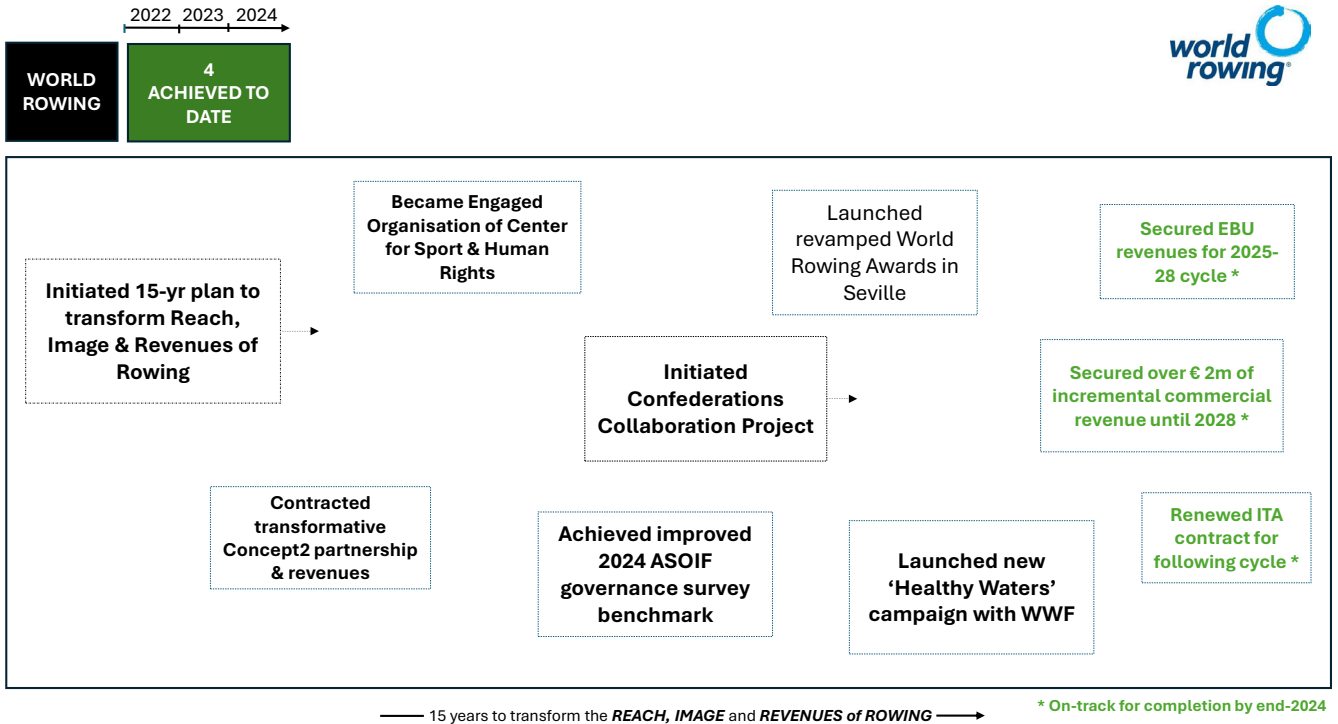 2022 2023 2024
WORLD
ROWING
4
ACHIEVED TO
DATE
world
rowing®
Initiated 15-yr plan to
transform Reach,
Image & Revenues of
Rowing
Became Engaged
Organisation of Center
for Sport & Human
Rights
Contracted
transformative
Concept2 partnership
& revenues
Initiated
Confederations
Collaboration Project
Achieved improved
2024 ASOIF
governance survey
benchmark
Launched
revamped World
Rowing Awards in
Seville
Launched new
‘Healthy Waters’
campaign with WWF
Secured EBU
revenues for 2025-
28 cycle *
Secured over € 2m of
incremental commercial
revenue until 2028 *
Renewed ITA
contract for
following cycle *
15 years to transform the REACH, IMAGE and REVENUES of ROWING
* On-track for completion by end-2024